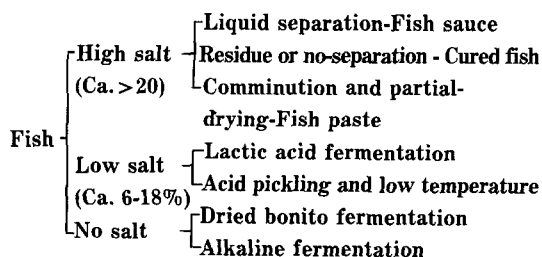 Liquid separation-Fish sauce
High salt
Residue or no-separation - Cured fish
(Ca. > 20)
Comminution and partial-
drying-Fish paste
Fish
Low salt
Lactic acid fermentation
(Ca. 6-18%)
Acid pickling and low temperature
No salt
Dried bonito fermentation
Alkaline fermentation